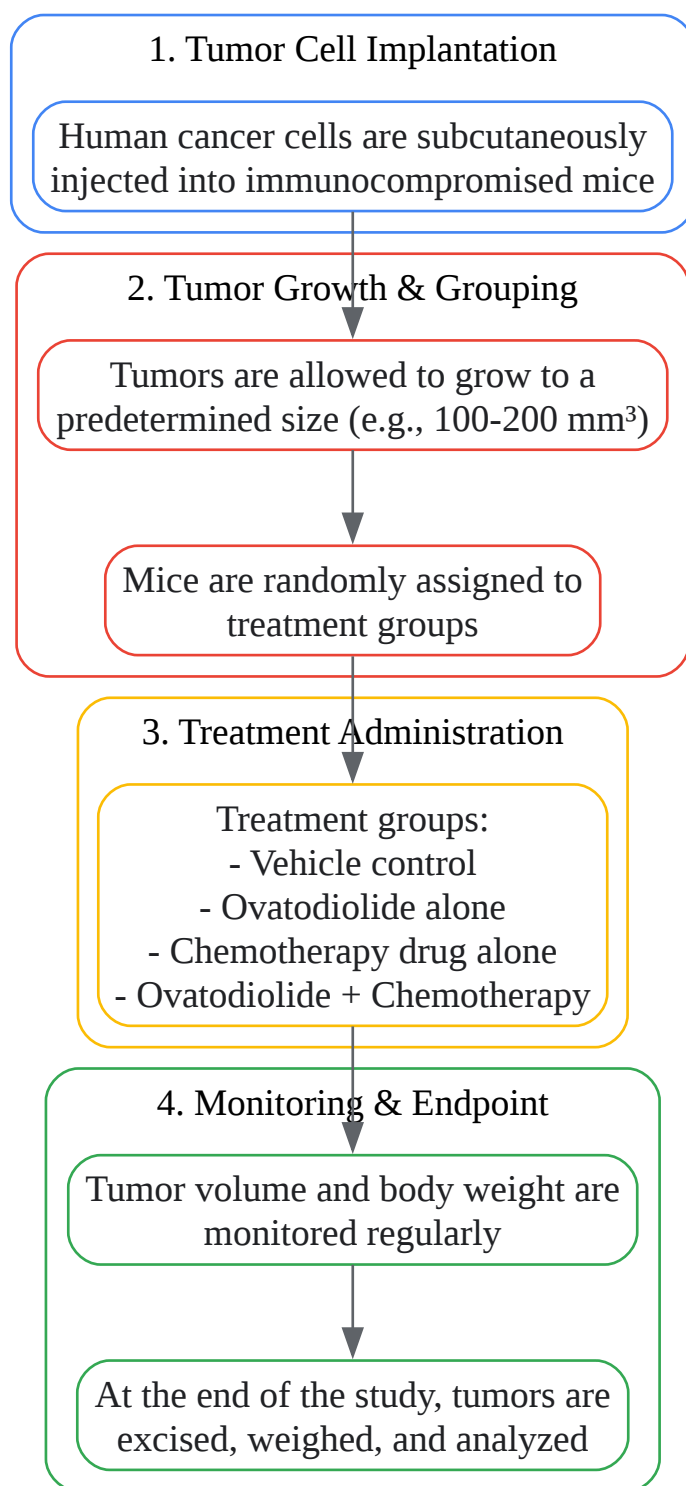 1. Tumor Cell Implantation
Human cancer cells are subcutaneously
injected into immunocompromised mice
2. Tumor Growth & Grouping
Tumors are allowed to grow to a
predetermined size (e.g., 100-200 mm³)
Mice are randomly assigned to
treatment groups
3. Treatment Administration
Treatment groups:
- Vehicle control
- Ovatodiolide alone
- Chemotherapy drug alone
- Ovatodiolide + Chemotherapy
4. Monitoring & Endpoint
Tumor volume and body weight are
monitored regularly
At the end of the study, tumors are
excised, weighed, and analyzed